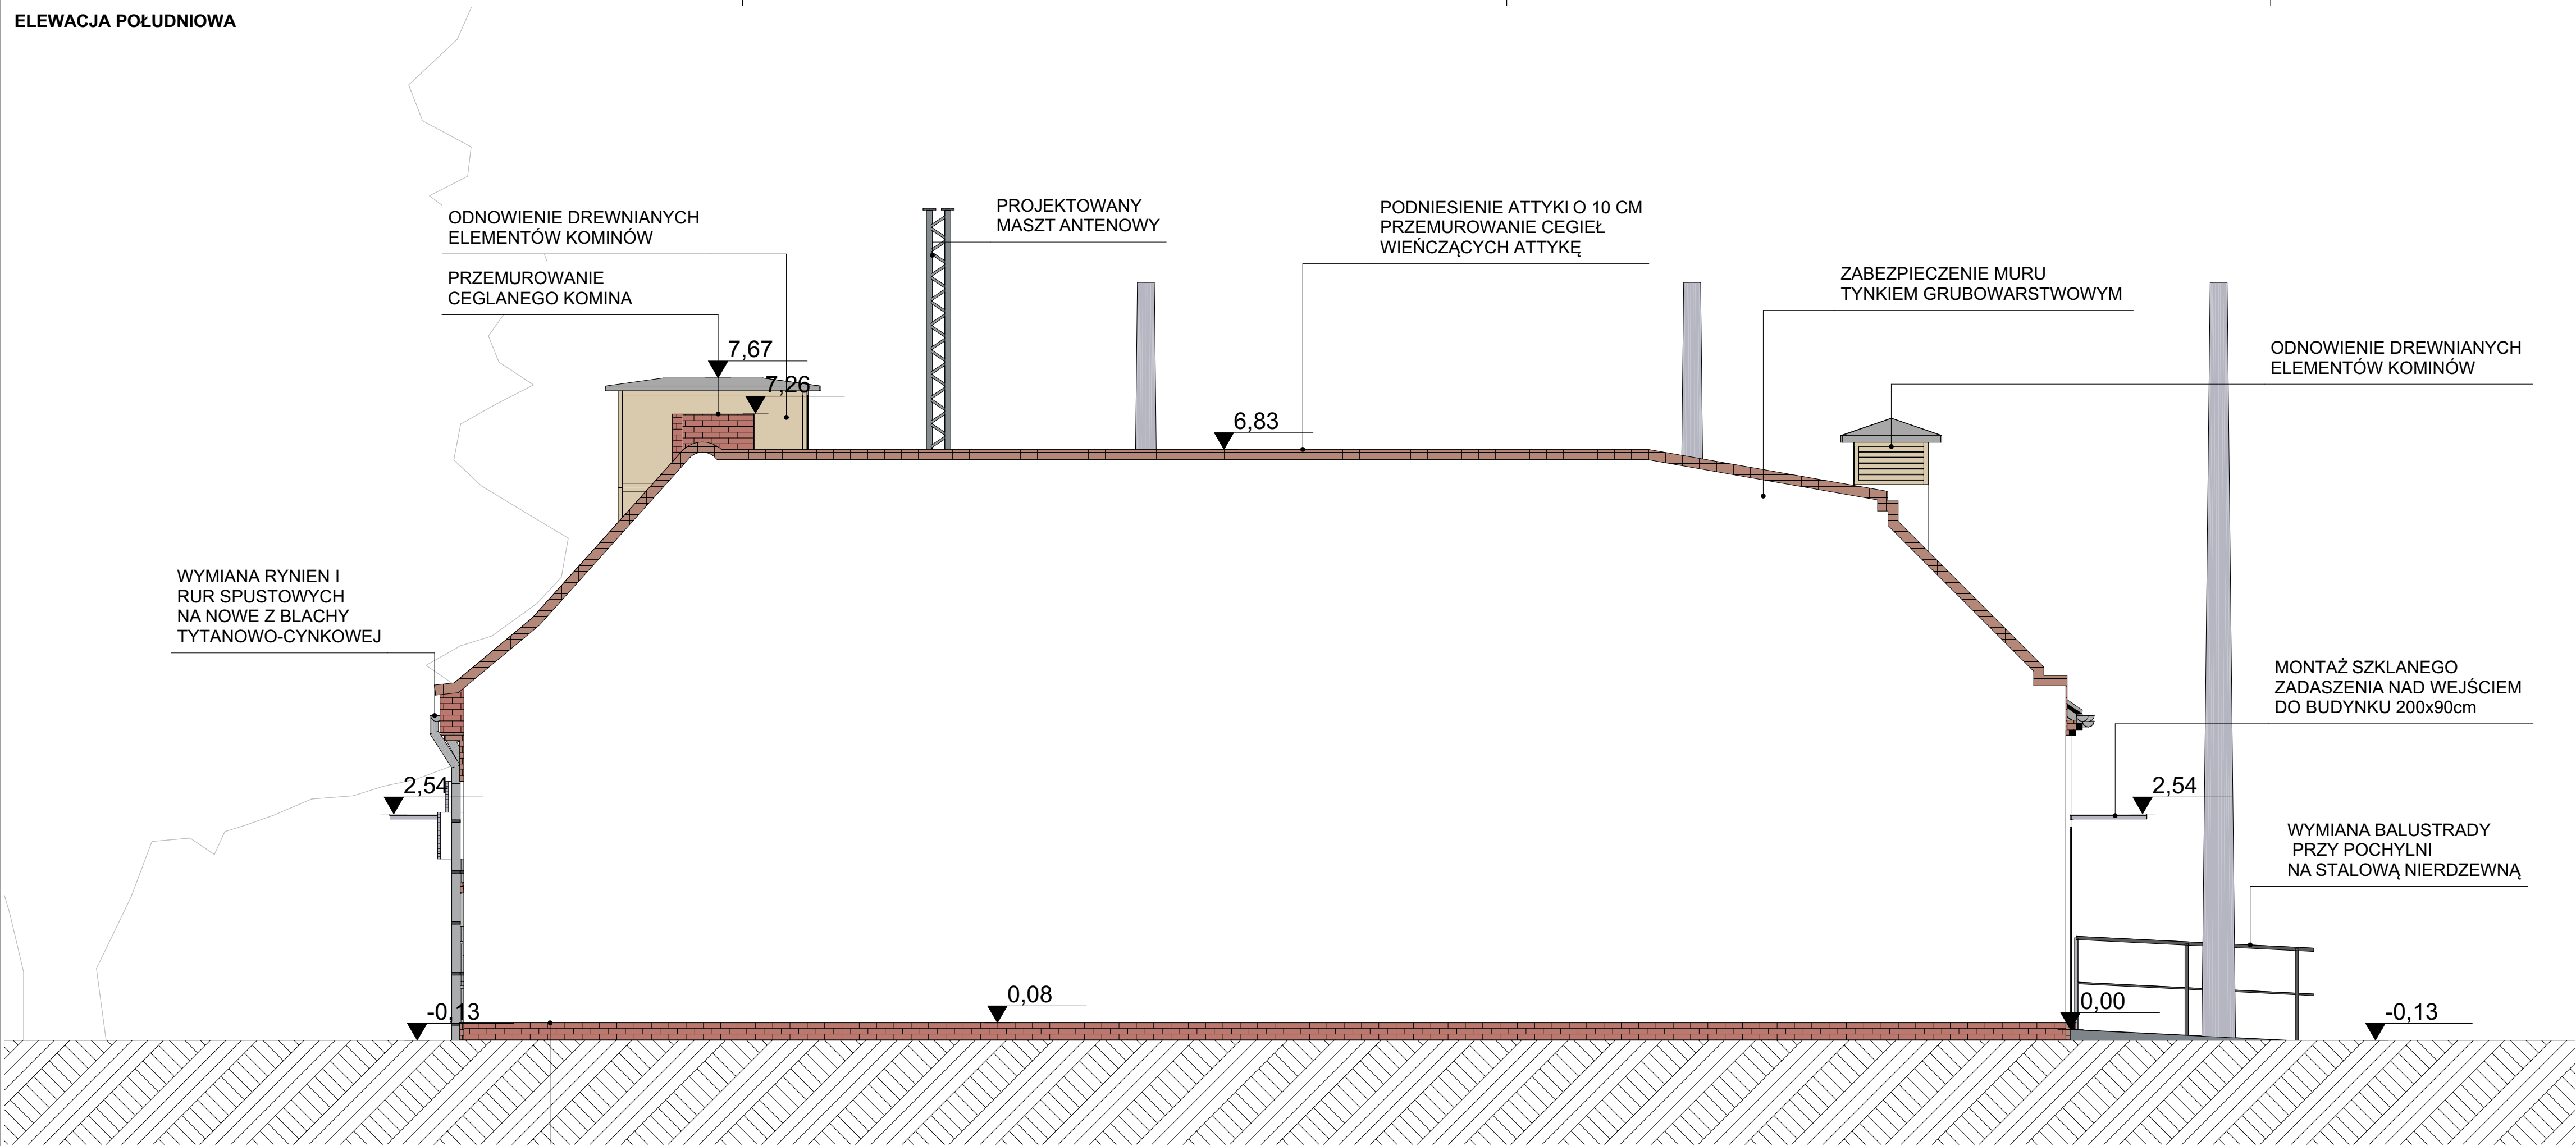 ELEWACJA POŁUDNIOWA
ODNOWIENIE DREWNIANYCH
ELEMENTÓW KOMINÓW
PRZEMUROWANIE
CEGLANEGO KOMINA
PROJEKTOWANY
MASZT ANTENOWY
PODNIESIENIE ATTYKI O 10 CM
PRZEMUROWANIE CEGIEŁ
WIEŃCZĄCYCH ATTYKĘ
ZABEZPIECZENIE MURU
TYNKIEM GRUBOWARSTWOWYM
ODNOWIENIE DREWNIANYCH
ELEMENTÓW KOMINÓW
7,67
7,26
6,83
WYMIANA RYNIEN I
RUR SPUSTOWYCH
NA NOWE Z BLACHY
TYTANOWO-CYNKOWEJ
MONTAŻ SZKLANEGO
ZADASZENIA NAD WEJŚCIEM
DO BUDYNKU 200x90cm
2,54
2,54
WYMIANA BALUSTRADY
PRZY POCHYLNI
NA STALOWĄ NIERDZEWNĄ
-0,13
0,08
0,00
-0,13